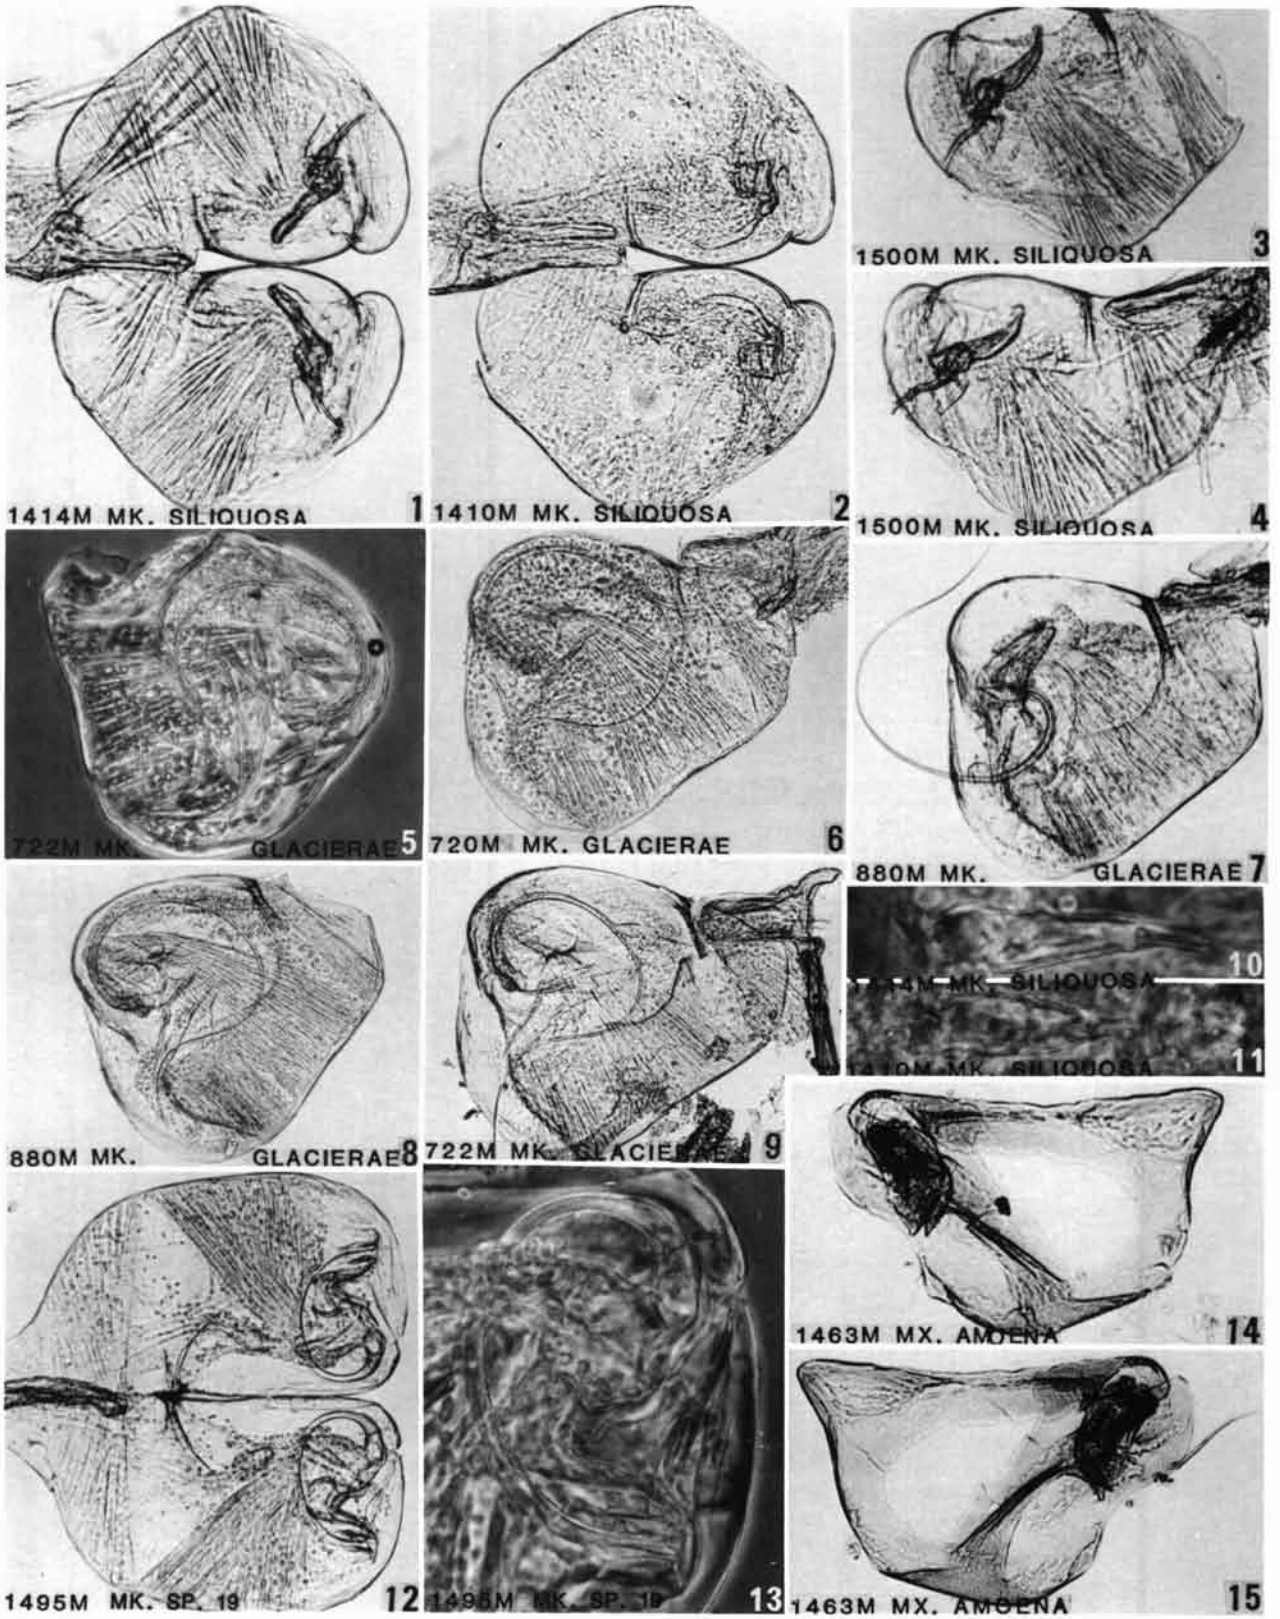 1414M MK. SILIQUOSA 1
1410M MK. SILIQUOSA 2
1500M MK. SILIQUOSA 3
1500M MK. SILIQUOSA 4
722M MK. GLACIERAE 5
720M MK. GLACIERAE 6
880M MK. GLACIERAE 7
880M MK. GLACIERAE 8
722M MK. GLACIERAE 9
10
MK. SILIQUOSA
11
1410M MK. SILIQUOSA
1495M MK. SP. 19 12
1495M MK. SP. 19 13
1463M MX. AMOENA 14
1463M MX. AMOENA 15